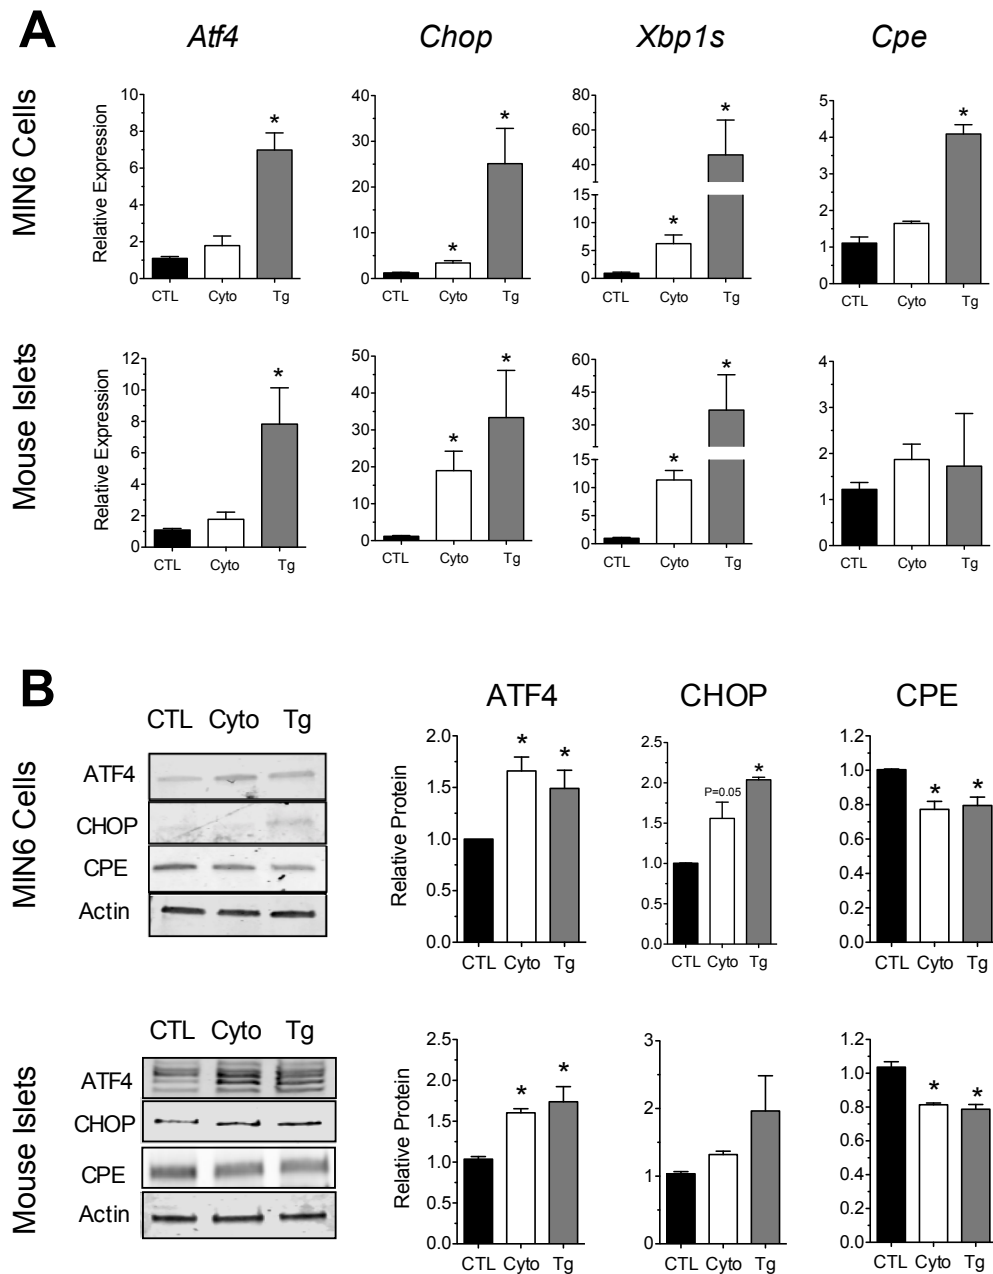 A
Atf4 Chop Xbp1s Cpe
MIN6 Cells
Relative Expression
10 8 6 4 2 0
*
CTL Cyto Tg
40 30 20 10 0
* *
CTL Cyto Tg
80 60 40 15 10 5 0
* *
CTL Cyto Tg
5 4 3 2 1 0
*
CTL Cyto Tg
Mouse Islets
Relative Expression
12 10 8 6 4 2 0
*
CTL Cyto Tg
50 40 30 20 10 0
* *
CTL Cyto Tg
60 45 30 15 10 5 0
* *
CTL Cyto Tg
4 3 2 1 0
CTL Cyto Tg
B
MIN6 Cells
CTL Cyto Tg
ATF4
CHOP
CPE
Actin
ATF4 CHOP CPE
Relative Protein
2.0 1.5 1.0 0.5 0.0
* *
CTL Cyto Tg
2.5 2.0 1.5 1.0 0.5 0.0
P=0.05 *
CTL Cyto Tg
1.2 1.0 0.8 0.6 0.4 0.2 0.0
* *
CTL Cyto Tg
Mouse Islets
CTL Cyto Tg
ATF4
CHOP
CPE
Actin
Relative Protein
2.5 2.0 1.5 1.0 0.5 0.0
* *
CTL Cyto Tg
3 2 1 0
CTL Cyto Tg
1.2 1.0 0.8 0.6 0.4 0.2 0.0
* *
CTL Cyto Tg